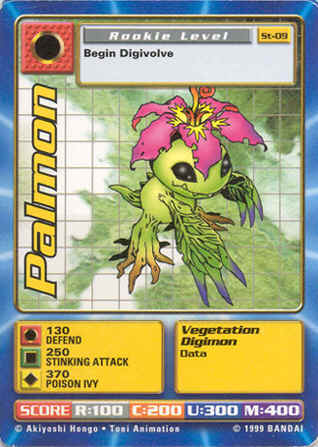 Rookie Level
St-09
Begin Digivolve
Palmon
130
DEFEND
250
STINKING ATTACK
370
POISON IVY
Vegetation
Digimon
Data
SCORE R:100 C:200 U:300 M:400
© Akiyoshi Hongo • Toei Animation © 1999 BANDAI